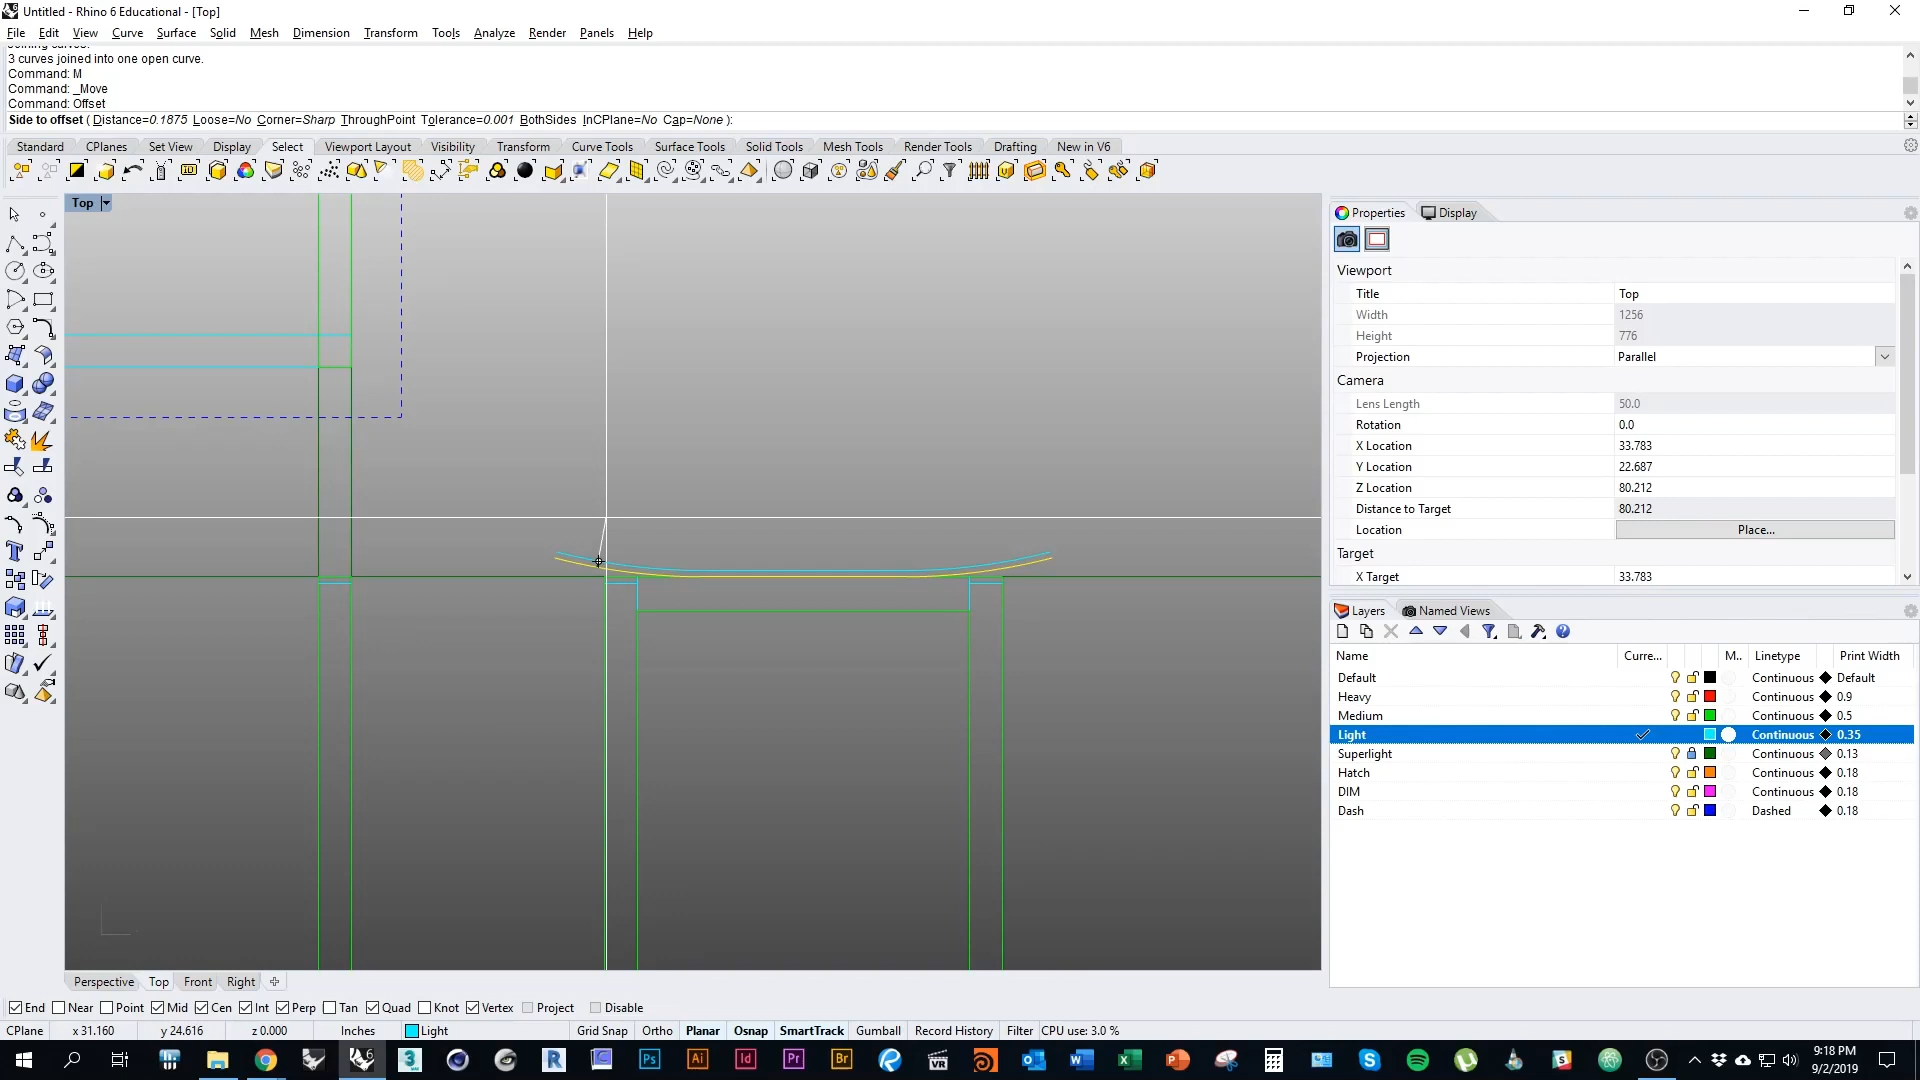 Untitled - Rhino 6 Educational - [Top]
File Edit View Curve Surface Solid Mesh Dimension Transform Tools Analyze Render Panels Help
Joining curves.
3 curves joined into one open curve.
Command: M
Command: _Move
Command: Offset
Side to offset ( Distance=0.1875 Loose=No Corner=Sharp ThroughPoint Tolerance=0.001 BothSides InCPlane=No Cap=None ):
Standard CPlanes Set View Display Select Viewport Layout Visibility Transform Curve Tools Surface Tools Solid Tools Mesh Tools Render Tools Drafting New in V6
Top
Properties Display
Viewport
Title Top
Width 1256
Height 776
Projection Parallel
Camera
Lens Length 50.0
Rotation 0.0
X Location 33.783
Y Location 22.687
Z Location 80.212
Distance to Target 80.212
Location Place...
Target
X Target 33.783
Layers Named Views
Name Curre... M.. Linetype Print Width
Default Continuous Default
Heavy Continuous 0.9
Medium Continuous 0.5
Light Continuous 0.35
Superlight Continuous 0.13
Hatch Continuous 0.18
DIM Continuous 0.18
Dash Dashed 0.18
Perspective Top Front Right
End Near Point Mid Cen Int Perp Tan Quad Knot Vertex Project Disable
CPlane x 31.160 y 24.616 z 0.000 Inches Light Grid Snap Ortho Planar Osnap SmartTrack Gumball Record History Filter CPU use: 3.0 %
9:18 PM
9/2/2019